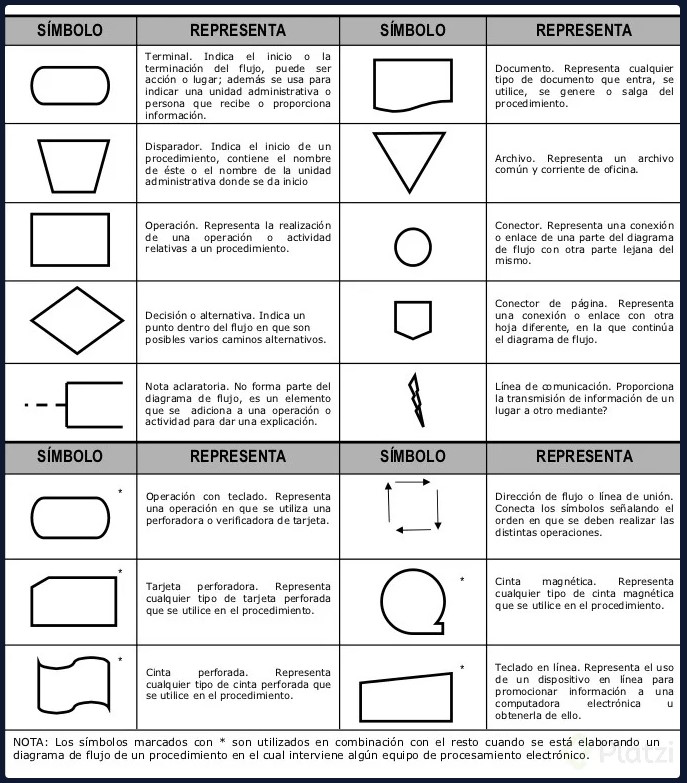 SÍMBOLO REPRESENTA SÍMBOLO REPRESENTA
Terminal. Indica el inicio o la
terminación del flujo, puede ser
acción o lugar; además se usa para
indicar una unidad administrativa o
persona que recibe o proporciona
información.
Documento. Representa cualquier
tipo de documento que entra, se
utilice, se genere o salga del
procedimiento.
Disparador. Indica el inicio de un
procedimiento, contiene el nombre
de éste o el nombre de la unidad
administrativa donde se da inicio
Archivo. Representa un archivo
común y corriente de oficina.
Operación. Representa la realización
de una operación o actividad
relativas a un procedimiento.
Conector. Representa una conexión
o enlace de una parte del diagrama
de flujo con otra parte lejana del
mismo.
Decisión o alternativa. Indica un
punto dentro del flujo en que son
posibles varios caminos alternativos.
Conector de página. Representa
una conexión o enlace con otra
hoja diferente, en la que continúa
el diagrama de flujo.
Nota aclaratoria. No forma parte del
diagrama de flujo, es un elemento
que se adiciona a una operación o
actividad para dar una explicación.
Línea de comunicación. Proporciona
la transmisión de información de un
lugar a otro mediante?
SÍMBOLO REPRESENTA SÍMBOLO REPRESENTA
*
Operación con teclado. Representa
una operación en que se utiliza una
perforadora o verificadora de tarjeta.
Dirección de flujo o línea de unión.
Conecta los símbolos señalando el
orden en que se deben realizar las
distintas operaciones.
*
Tarjeta perforadora. Representa
cualquier tipo de tarjeta perforada
que se utilice en el procedimiento.
*
Cinta magnética. Representa
cualquier tipo de cinta magnética
que se utilice en el procedimiento.
*
Cinta perforada. Representa
cualquier tipo de cinta perforada que
se utilice en el procedimiento.
*
Teclado en línea. Representa el uso
de un dispositivo en línea para
promocionar información a una
computadora electrónica u
obtenerla de ello.
NOTA: Los símbolos marcados con * son utilizados en combinación con el resto cuando se está elaborando un
diagrama de flujo de un procedimiento en el cual interviene algún equipo de procesamiento electrónico.
Platzi